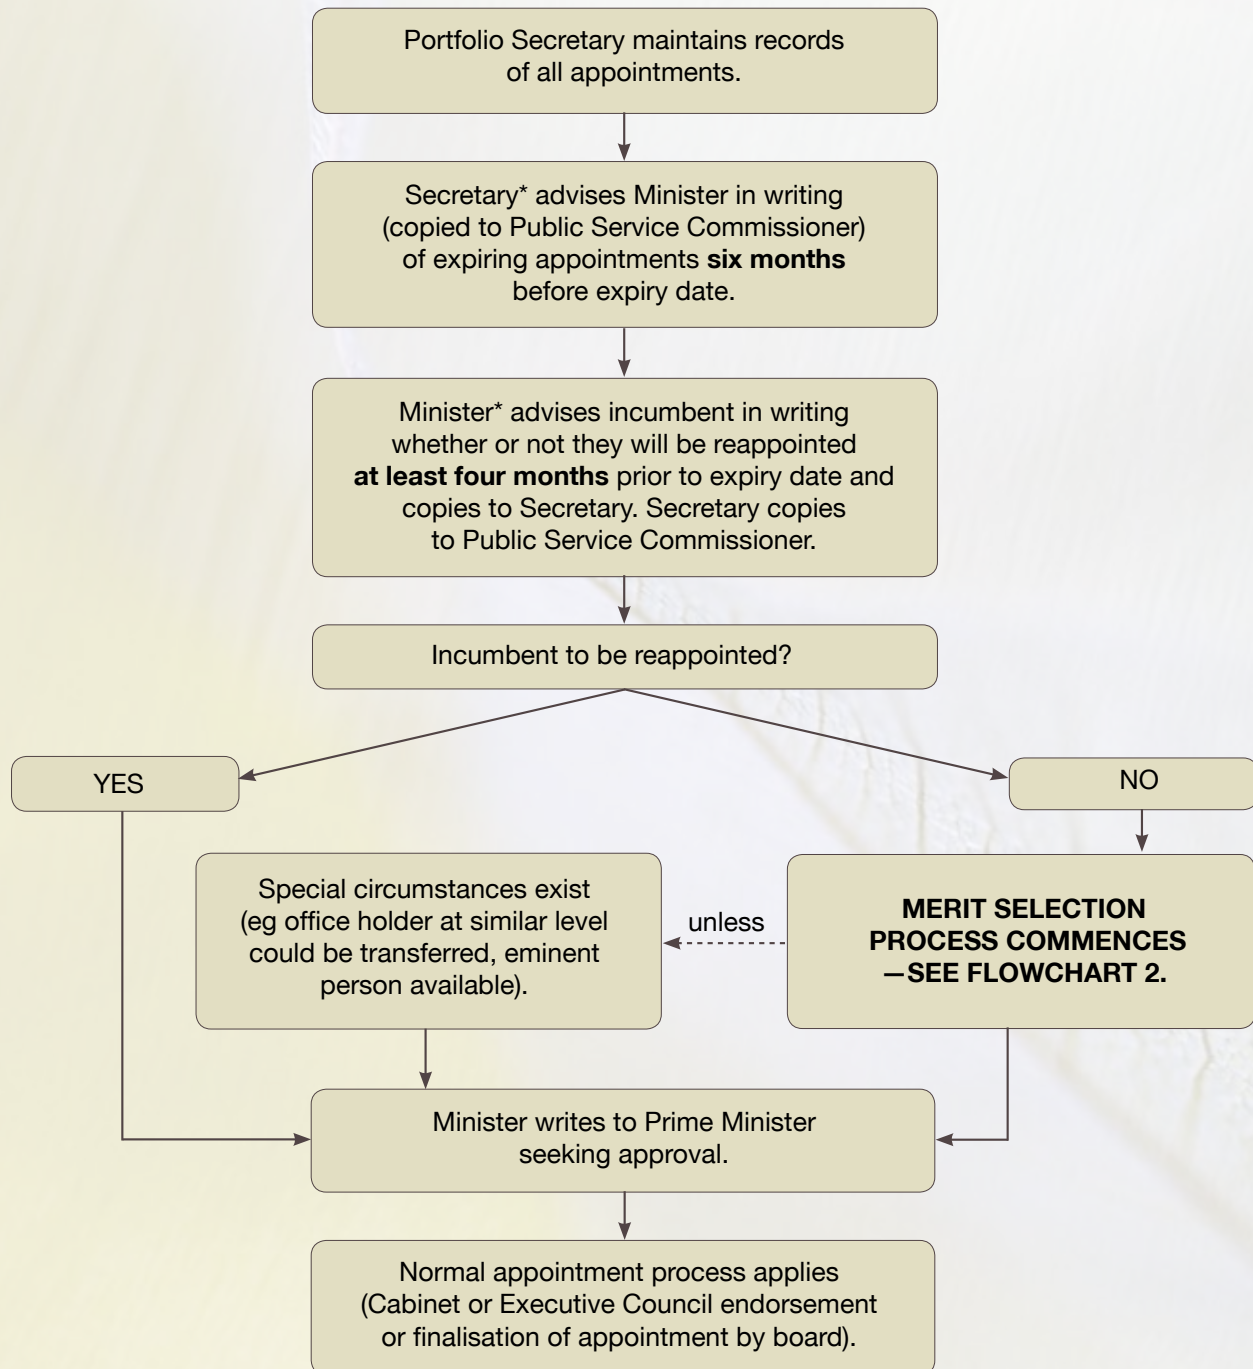 Portfolio Secretary maintains records
of all appointments.
Secretary* advises Minister in writing
(copied to Public Service Commissioner)
of expiring appointments six months
before expiry date.
Minister* advises incumbent in writing
whether or not they will be reappointed
at least four months prior to expiry date and
copies to Secretary. Secretary copies
to Public Service Commissioner.
Incumbent to be reappointed?
YES
NO
Special circumstances exist
(eg office holder at similar level
could be transferred, eminent
person available).
unless
MERIT SELECTION
PROCESS COMMENCES
—SEE FLOWCHART 2.
Minister writes to Prime Minister
seeking approval.
Normal appointment process applies
(Cabinet or Executive Council endorsement
or finalisation of appointment by board).